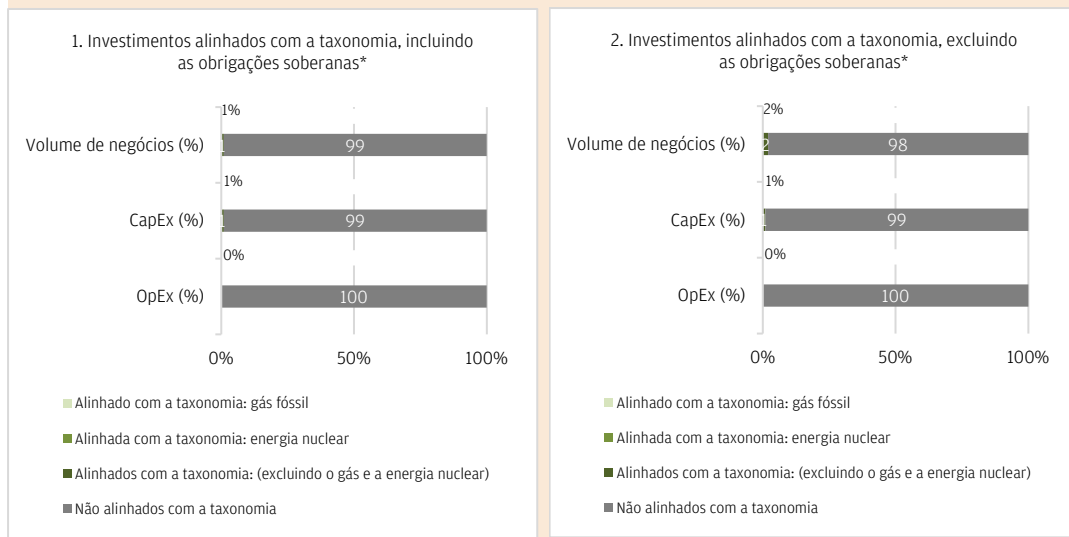 1. Investimentos alinhados com a taxonomia, incluindo
as obrigações soberanas*
1%
Volume de negócios (%)
1
99
1%
CapEx (%)
1
99
0%
OpEx (%)
100
0%
50%
100%
Alinhado com a taxonomia: gás fóssil
Alinhada com a taxonomia: energia nuclear
Alinhados com a taxonomia: (excluindo o gás e a energia nuclear)
Não alinhados com a taxonomia
2. Investimentos alinhados com a taxonomia, excluindo
as obrigações soberanas*
2%
Volume de negócios (%)
2
98
1%
CapEx (%)
1
99
0%
OpEx (%)
100
0%
50%
100%
Alinhado com a taxonomia: gás fóssil
Alinhada com a taxonomia: energia nuclear
Alinhados com a taxonomia: (excluindo o gás e a energia nuclear)
Não alinhados com a taxonomia